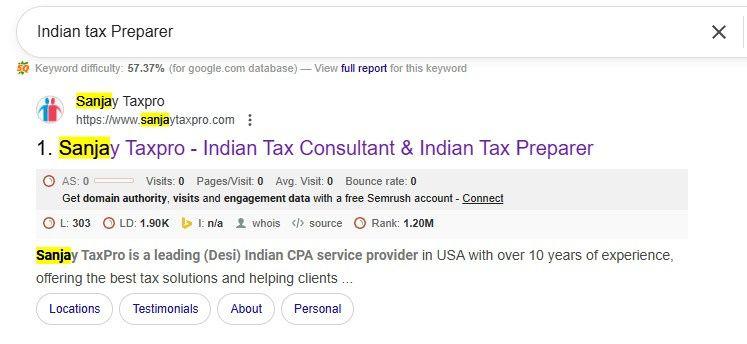 Indian tax Preparer
Keyword difficulty: 57.37% (for google.com database) — View full report for this keyword
Sanjay Taxpro
https://www.sanjaytaxpro.com
1. Sanjay Taxpro - Indian Tax Consultant & Indian Tax Preparer
AS: 0 Visits: 0 Pages/Visit: 0 Avg. Visit: 0 Bounce rate: 0
Get domain authority, visits and engagement data with a free Semrush account - Connect
L: 303 LD: 1.90K I: n/a whois </> source Rank: 1.20M
Sanjay TaxPro is a leading (Desi) Indian CPA service provider in USA with over 10 years of experience,
offering the best tax solutions and helping clients ...
Locations Testimonials About Personal